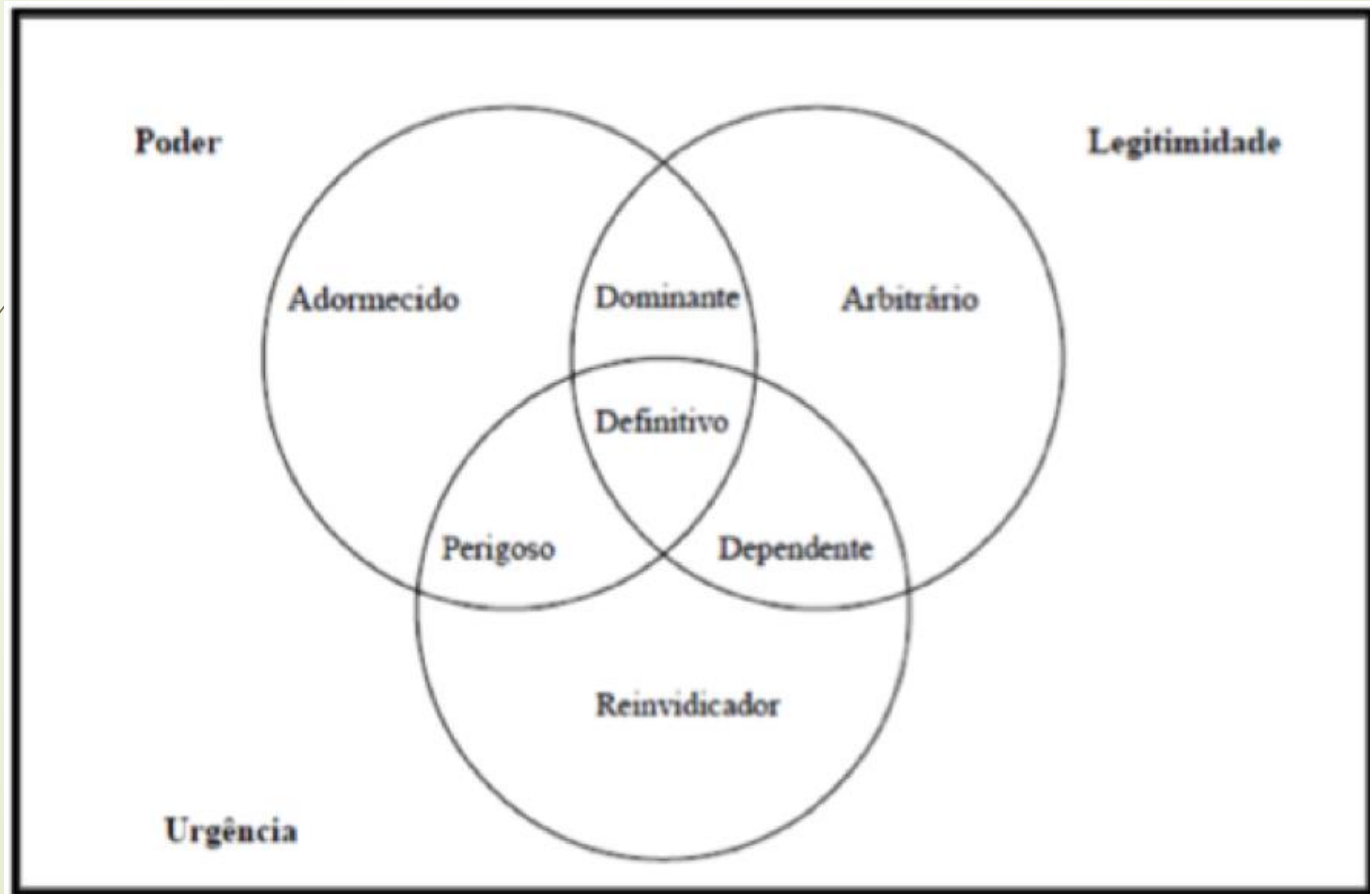 Poder
Legitimidade
Adormecido
Dominante
Arbitrário
Definitivo
Perigoso
Dependente
Reinvidicador
Urgência